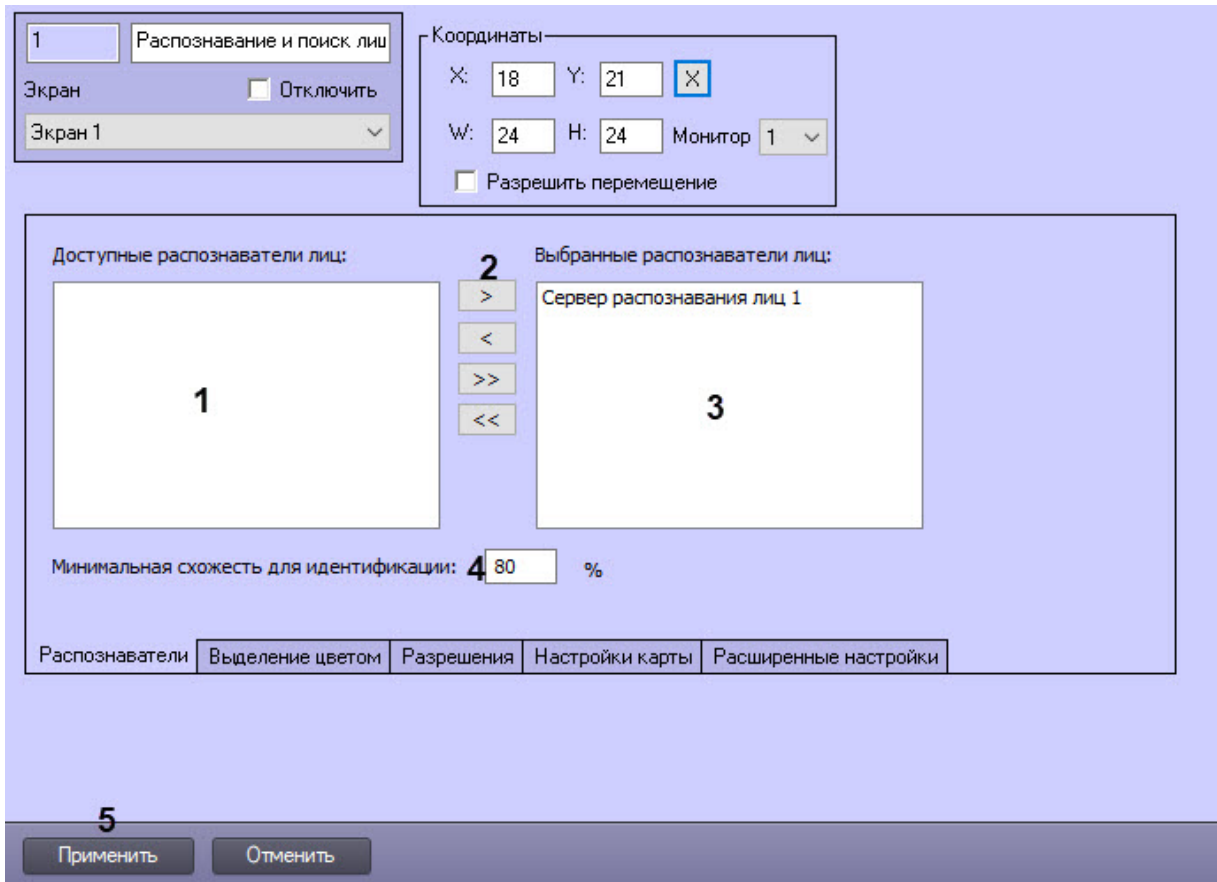 1 Распознавание и поиск лиц
Экран Отключить
Экран 1
Координаты
X: 18 Y: 21 X
W: 24 H: 24 Монитор 1
Разрешить перемещение
Доступные распознаватели лиц:
2
Выбранные распознаватели лиц:
>
Сервер распознавания лиц 1
<
>>
<<
1
3
Минимальная схожесть для идентификации: 4 80 %
Распознаватели Выделение цветом Разрешения Настройки карты Расширенные настройки
5
Применить Отменить